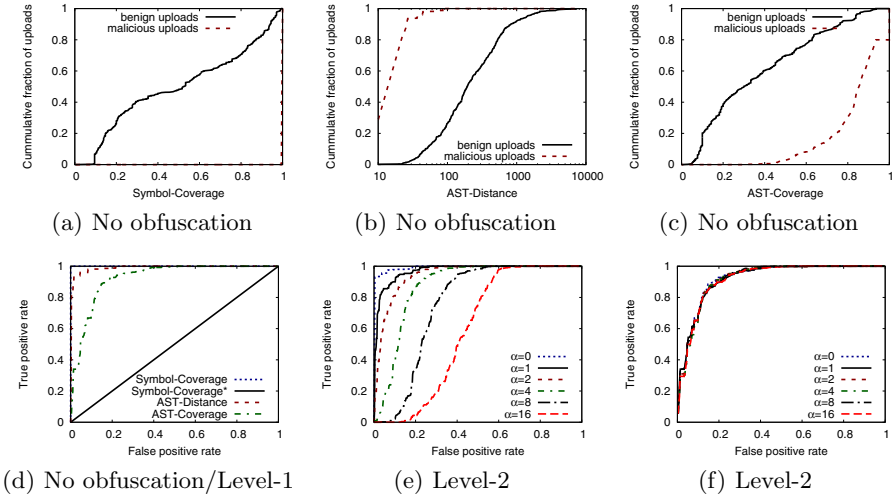 Cummulative fraction of uploads
1
0.8
0.6
0.4
0.2
0
benign uploads
malicious uploads
0 0.2 0.4 0.6 0.8 1
Symbol-Coverage
(a) No obfuscation
Cummulative fraction of uploads
1
0.8
0.6
0.4
0.2
0
benign uploads
malicious uploads
10 100 1000 10000
AST-Distance
(b) No obfuscation
Cummulative fraction of uploads
1
0.8
0.6
0.4
0.2
0
benign uploads
malicious uploads
0 0.2 0.4 0.6 0.8 1
AST-Coverage
(c) No obfuscation
True positive rate
1
0.8
0.6
0.4
0.2
0
Symbol-Coverage
Symbol-Coverage*
AST-Distance
AST-Coverage
0 0.2 0.4 0.6 0.8 1
False positive rate
(d) No obfuscation/Level-1
True positive rate
1
0.8
0.6
0.4
0.2
0
α=0
α=1
α=2
α=4
α=8
α=16
0 0.2 0.4 0.6 0.8 1
False positive rate
(e) Level-2
True positive rate
1
0.8
0.6
0.4
0.2
0
α=0
α=1
α=2
α=4
α=8
α=16
0 0.2 0.4 0.6 0.8 1
False positive rate
(f) Level-2